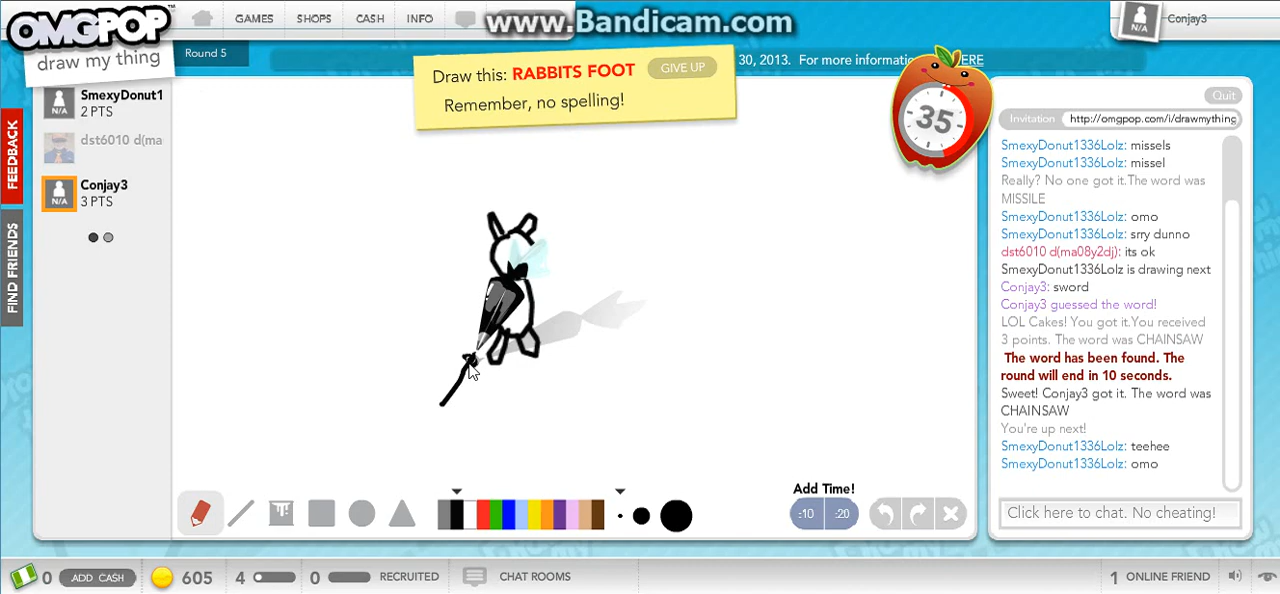 www.Bandicam.com
OMGPOP
draw my thing
GAMES
SHOPS
CASH
INFO
N/A
Conjay3
Round 5
Draw this: RABBITS FOOT
GIVE UP
Remember, no spelling!
30, 2013. For more informatio
ERE
35
FEEDBACK
FIND FRIENDS
N/A
SmexyDonut1
2 PTS
dst6010 d(ma
N/A
Conjay3
3 PTS
Quit
Invitation
http://omgpop.com/i/drawmything
SmexyDonut1336Lolz: missels
SmexyDonut1336Lolz: missel
Really? No one got it.The word was
MISSILE
SmexyDonut1336Lolz: omo
SmexyDonut1336Lolz: srry dunno
dst6010 d(ma08y2dj): its ok
SmexyDonut1336Lolz is drawing next
Conjay3: sword
Conjay3 guessed the word!
LOL Cakes! You got it.You received
3 points. The word was CHAINSAW
The word has been found. The
round will end in 10 seconds.
Sweet! Conjay3 got it. The word was
CHAINSAW
You're up next!
SmexyDonut1336Lolz: teehee
SmexyDonut1336Lolz: omo
Click here to chat. No cheating!
Add Time!
-10
-20
0
ADD CASH
605
4
0
RECRUITED
CHAT ROOMS
1 ONLINE FRIEND